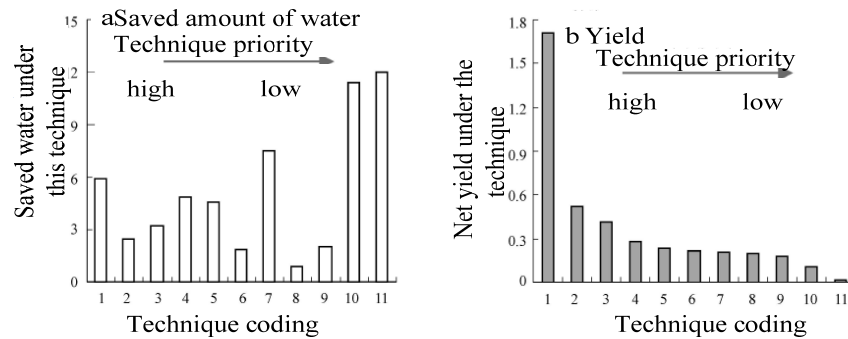 aSaved amount of water
Technique priority
high low
Saved water under
this technique
15
12
9
6
3
0
1 2 3 4 5 6 7 8 9 10 11
Technique coding
b Yield
Technique priority
high low
Net yield under the
technique
1.8
1.5
1.2
0.9
0.6
0.3
0
1 2 3 4 5 6 7 8 9 10 11
Technique coding